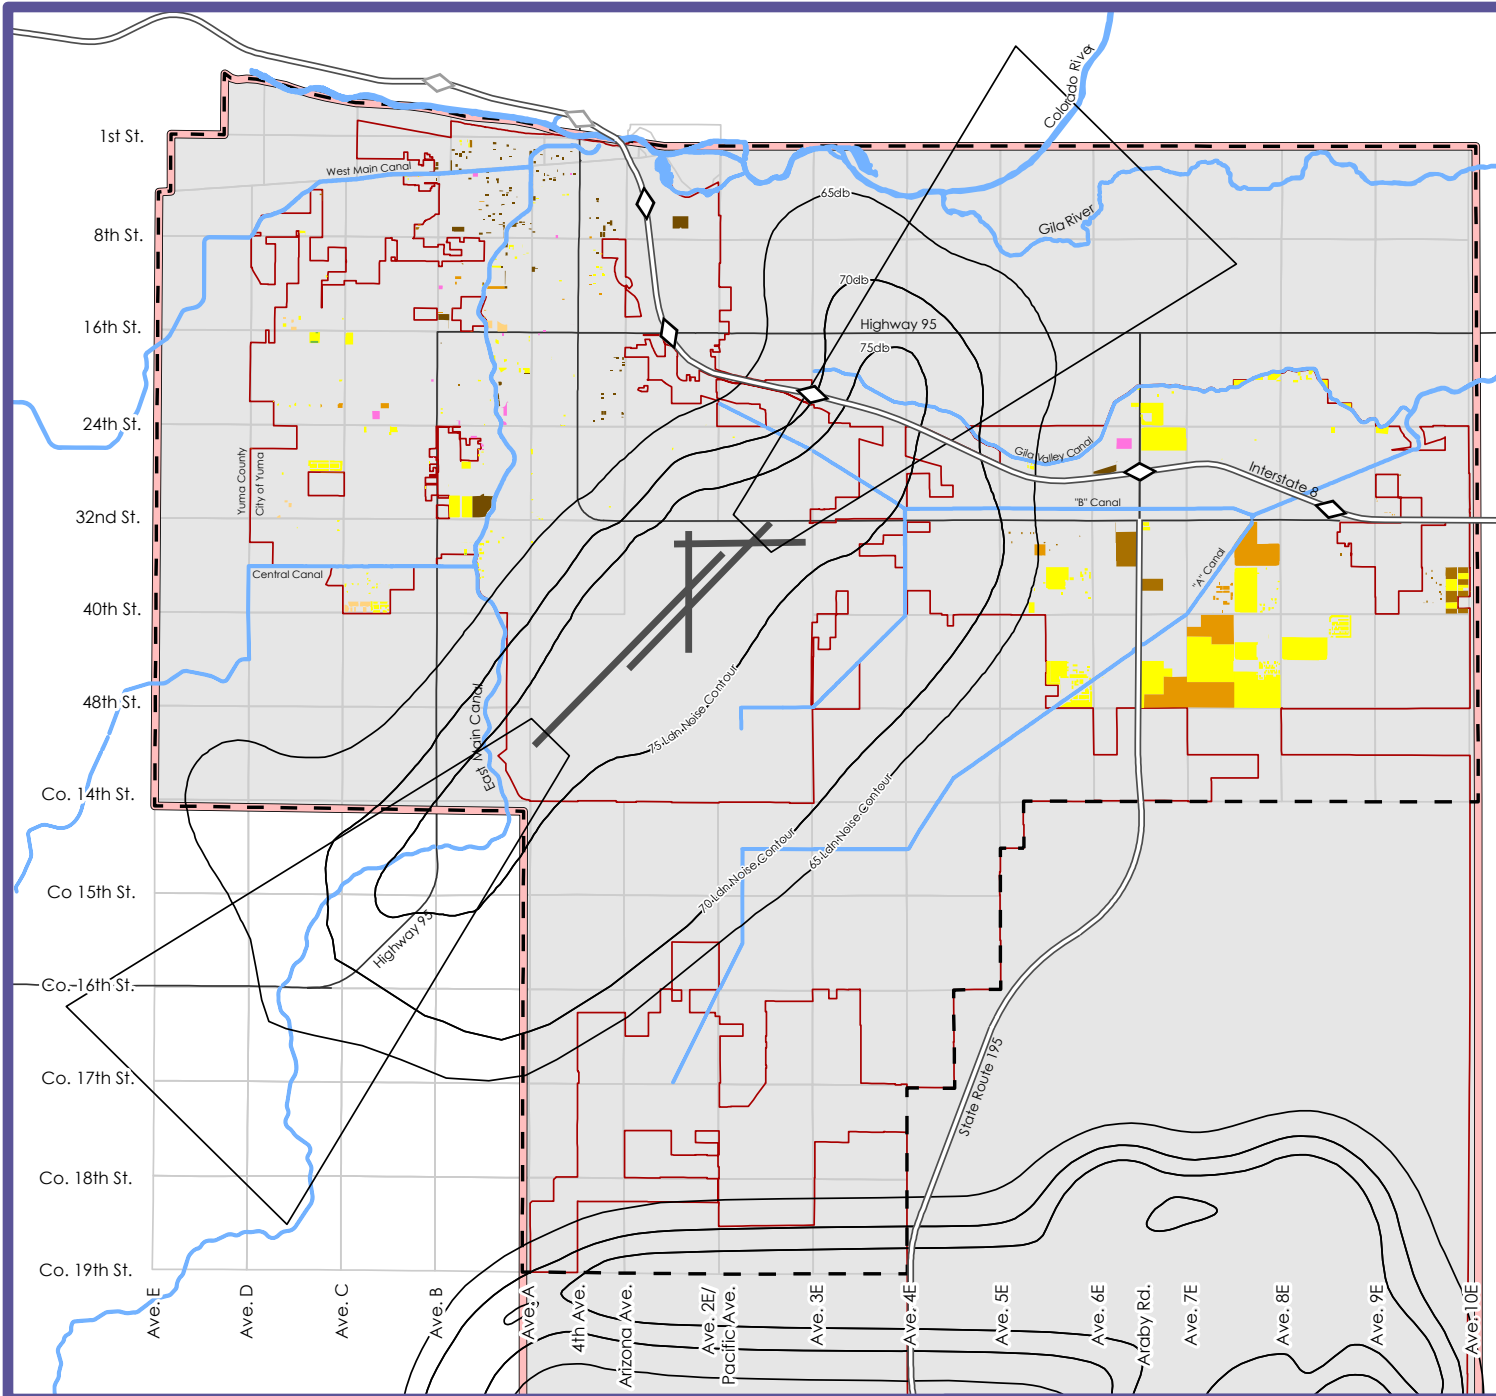 1st St.
8th St.
16th St.
24th St.
32nd St.
40th St.
48th St.
Co. 14th St.
Co 15th St.
Co. 16th St.
Co. 17th St.
Co. 18th St.
Co. 19th St.
West Main Canal
Colorado River
Gila River
65db
70db
Highway 95
75db
Gila Valley Canal
Interstate 8
"B" Canal
"A" Canal
Yuma County
City of Yuma
Central Canal
East Main Canal
75 Ldn Noise Contour
70 Ldn Noise Contour
65 Ldn Noise Contour
Highway 95
State Route 195
Ave. E
Ave. D
Ave. C
Ave. B
Ave. A
4th Ave.
Arizona Ave.
Ave. 2E/
Pacific Ave.
Ave. 3E
Ave. 4E
Ave. 5E
Ave. 6E
Araby Rd.
Ave. 7E
Ave. 8E
Ave. 9E
Ave. 10E